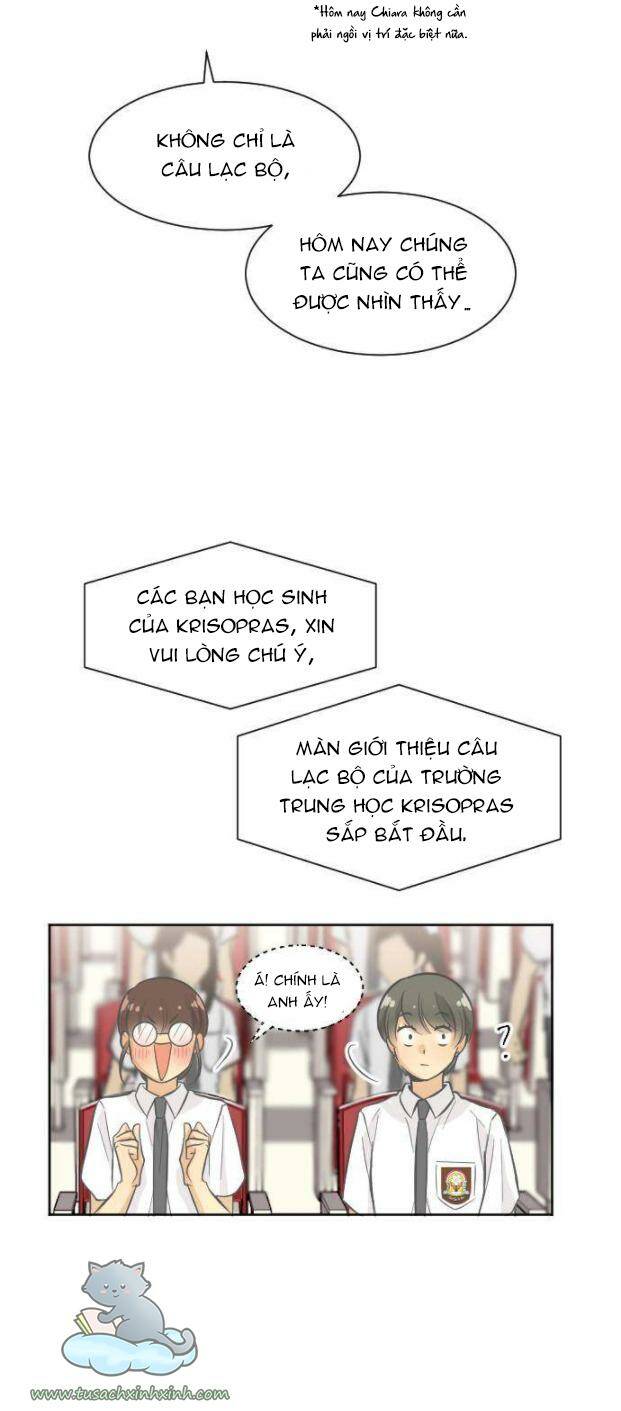 *Hôm nay Chiara không cần
phải ngồi vị trí đặc biệt nữa.
KHÔNG CHỈ LÀ
CÂU LẠC BỘ,
HÔM NAY CHÚNG
TA CŨNG CÓ THỂ
ĐƯỢC NHÌN THẤY...
CÁC BẠN HỌC SINH
CỦA KRISOPRAS, XIN
VUI LÒNG CHÚ Ý,
MÀN GIỚI THIỆU CÂU
LẠC BỘ CỦA TRƯỜNG
TRUNG HỌC KRISOPRAS
SẮP BẮT ĐẦU.
Á! CHÍNH LÀ
ANH ẤY!
?
www.tusachxinhxinh.com